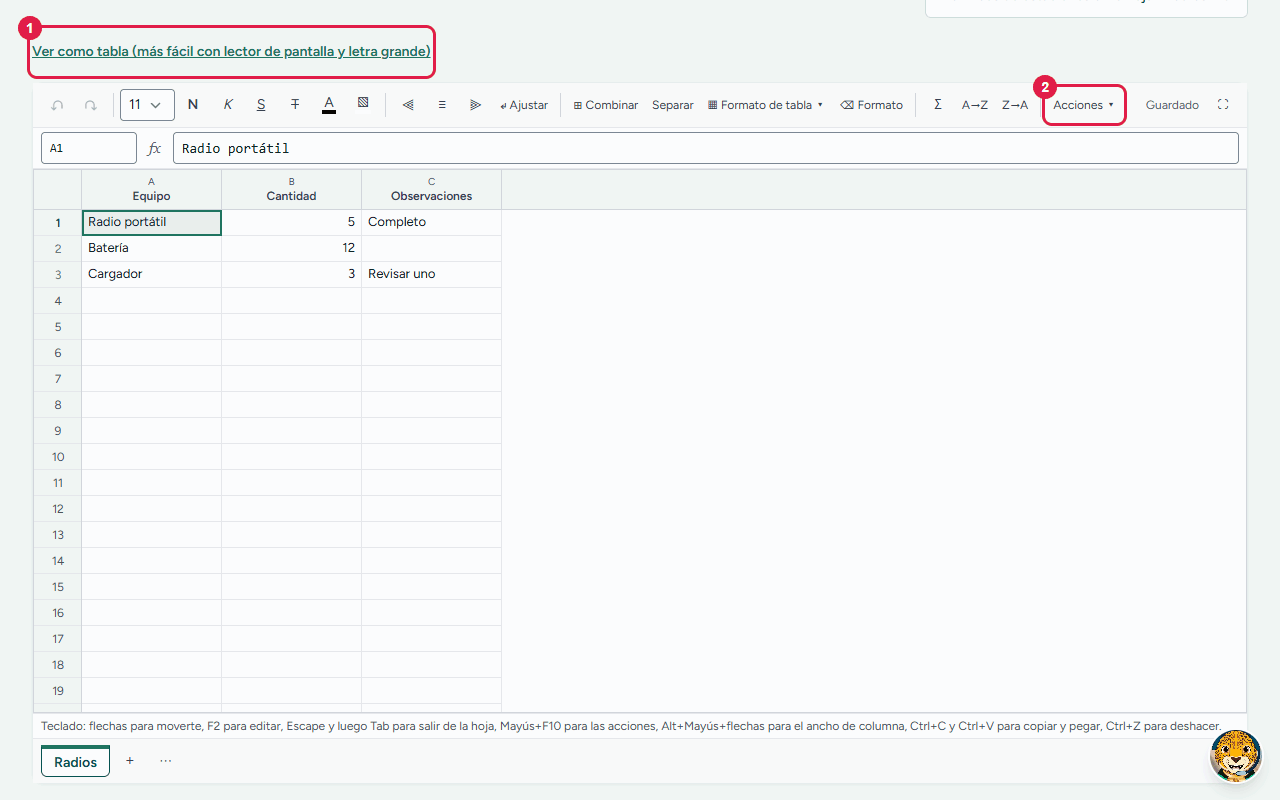 1
Ver como tabla (más fácil con lector de pantalla y letra grande)
2
11 N K S T A Ajustar Combinar Separar Formato de tabla Formato Σ A→Z Z→A Acciones Guardado
A1 fx Radio portátil
A B C
Equipo Cantidad Observaciones
1 Radio portátil 5 Completo
2 Batería 12
3 Cargador 3 Revisar uno
4
5
6
7
8
9
10
11
12
13
14
15
16
17
18
19
Teclado: flechas para moverte, F2 para editar, Escape y luego Tab para salir de la hoja, Mayús+F10 para las acciones, Alt+Mayús+flechas para el ancho de columna, Ctrl+C y Ctrl+V para copiar y pegar, Ctrl+Z para deshacer.
Radios + ···